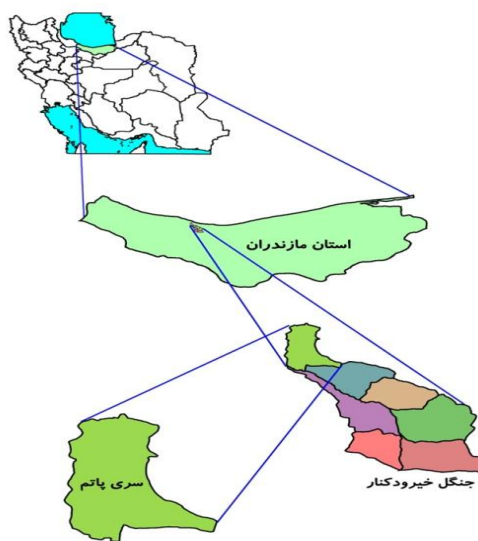 استان مازندران
جنگل خیرودکنار
سری پاتم